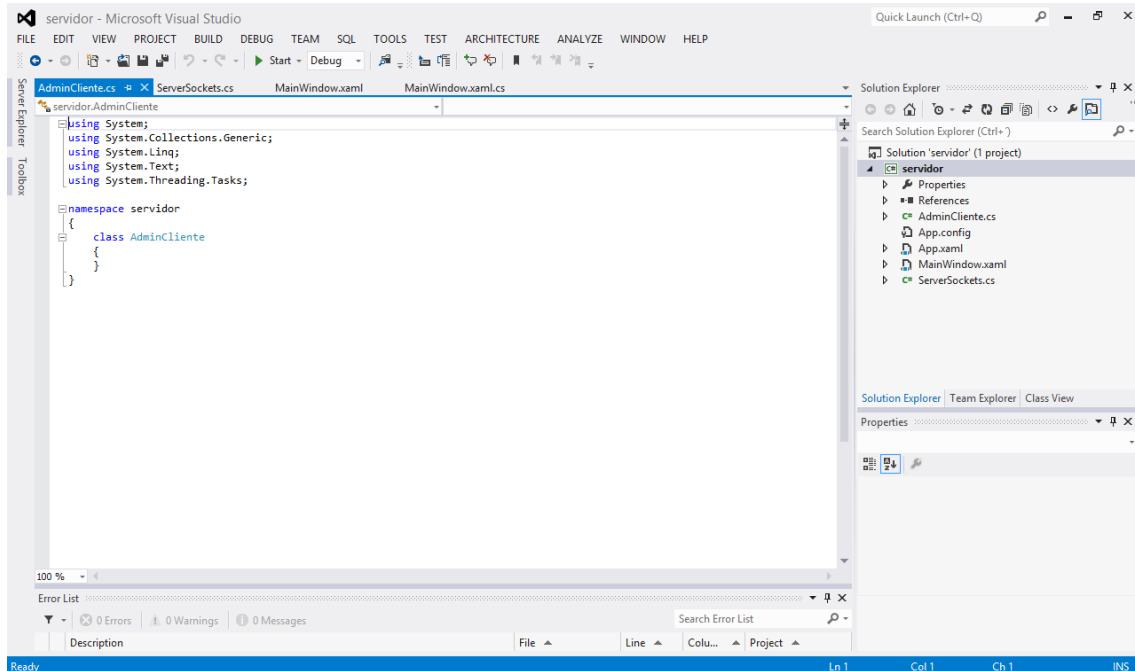 servidor - Microsoft Visual Studio
Quick Launch (Ctrl+Q)
FILE EDIT VIEW PROJECT BUILD DEBUG TEAM SQL TOOLS TEST ARCHITECTURE ANALYZE WINDOW HELP
Start Debug
Server Explorer
Toolbox
AdminCliente.cs ServerSockets.cs MainWindow.xaml MainWindow.xaml.cs
servidor.AdminCliente
using System;
using System.Collections.Generic;
using System.Linq;
using System.Text;
using System.Threading.Tasks;
namespace servidor
{
class AdminCliente
{
}
}
100 %
Solution Explorer
Search Solution Explorer (Ctrl+´)
Solution 'servidor' (1 project)
C# servidor
Properties
References
C# AdminCliente.cs
App.config
App.xaml
MainWindow.xaml
C# ServerSockets.cs
Solution Explorer Team Explorer Class View
Properties
Error List
0 Errors 0 Warnings 0 Messages
Search Error List
Description File Line Colu... Project
Ready Ln 1 Col 1 Ch 1 INS